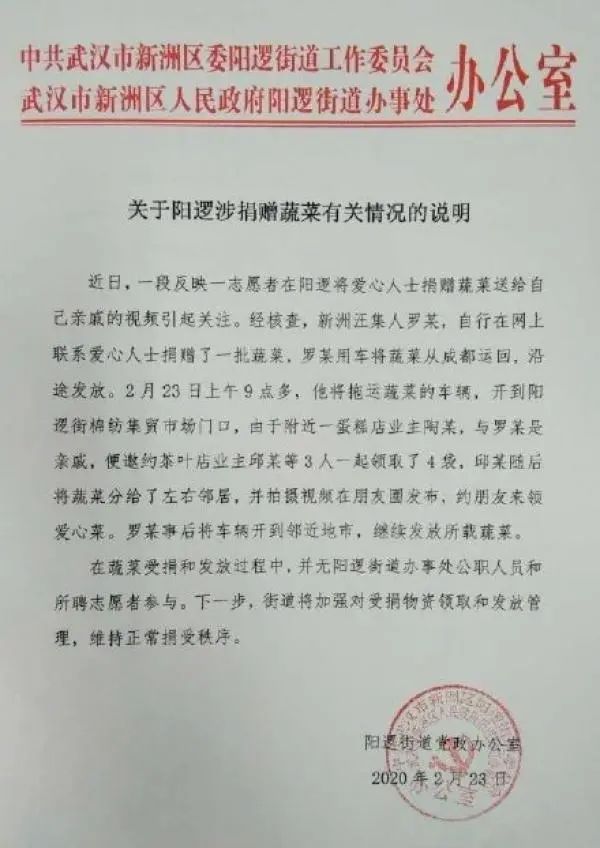 中共武汉市新洲区委阳逻街道工作委员会
武汉市新洲区人民政府阳逻街道办事处
办公室
关于阳逻涉捐赠蔬菜有关情况的说明
近日，一段反映一志愿者在阳逻将爱心人士捐赠蔬菜送给自
己亲戚的视频引起关注。经核查，新洲汪集人罗某，自行在网上
联系爱心人士捐赠了一批蔬菜，罗某用车将蔬菜从成都运回，沿
途发放。2月23日上午9点多，他将拖运蔬菜的车辆，开到阳
逻街棉纺集贸市场门口，由于附近一蛋糕店业主陶某，与罗某是
亲戚，便邀约茶叶店业主邱某等3人一起领取了4袋，邱某随后
将蔬菜分给了左右邻居，并拍摄视频在朋友圈发布，约朋友来领
爱心菜。罗某事后将车辆开到邻近地市，继续发放所载蔬菜。
在蔬菜受捐和发放过程中，并无阳逻街道办事处公职人员和
所聘志愿者参与。下一步，街道将加强对受捐物资领取和发放管
理，维持正常捐受秩序。
阳逻街道党政办公室
2020年2月23日